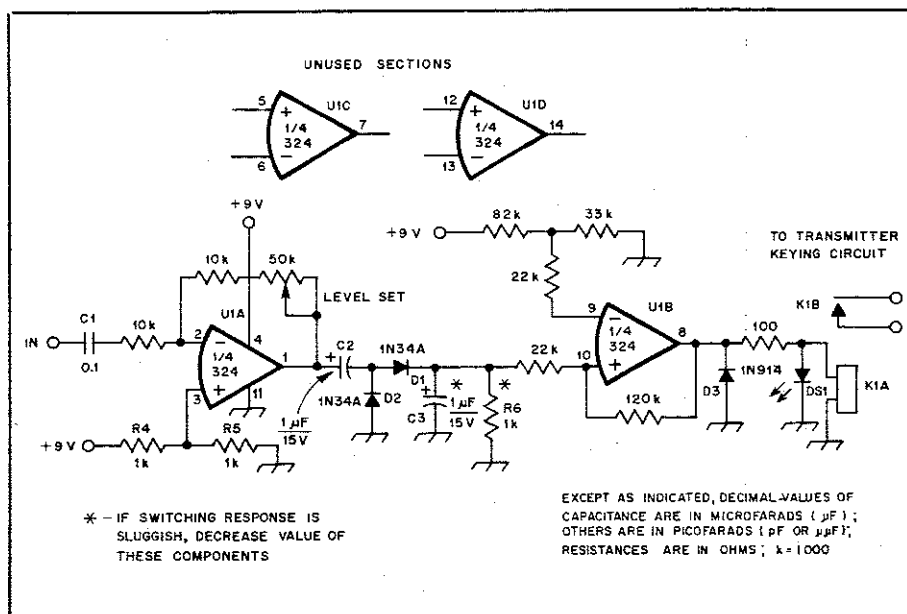 UNUSED SECTIONS
5
+
U1C
1/4
324
7
6
−
12
+
U1D
1/4
324
14
13
−
+9V
10k
50k
LEVEL SET
IN
C1
0.1
10k
2
−
U1A
1/4
324
4
1
3
+
11
+9V
R4
1k
R5
1k
+
C2
1µF
15V
1N34A
D2
1N34A
D1
*
+
1µF
15V
C3
*
R6
1k
22k
+9V
82k
33k
22k
9
−
U1B
1/4
324
8
10
+
120k
1N914
D3
100
DS1
K1A
K1B
TO TRANSMITTER
KEYING CIRCUIT
* – IF SWITCHING RESPONSE IS
SLUGGISH, DECREASE VALUE OF
THESE COMPONENTS
EXCEPT AS INDICATED, DECIMAL VALUES OF
CAPACITANCE ARE IN MICROFARADS (µF);
OTHERS ARE IN PICOFARADS (pF OR µµF);
RESISTANCES ARE IN OHMS; k=1000